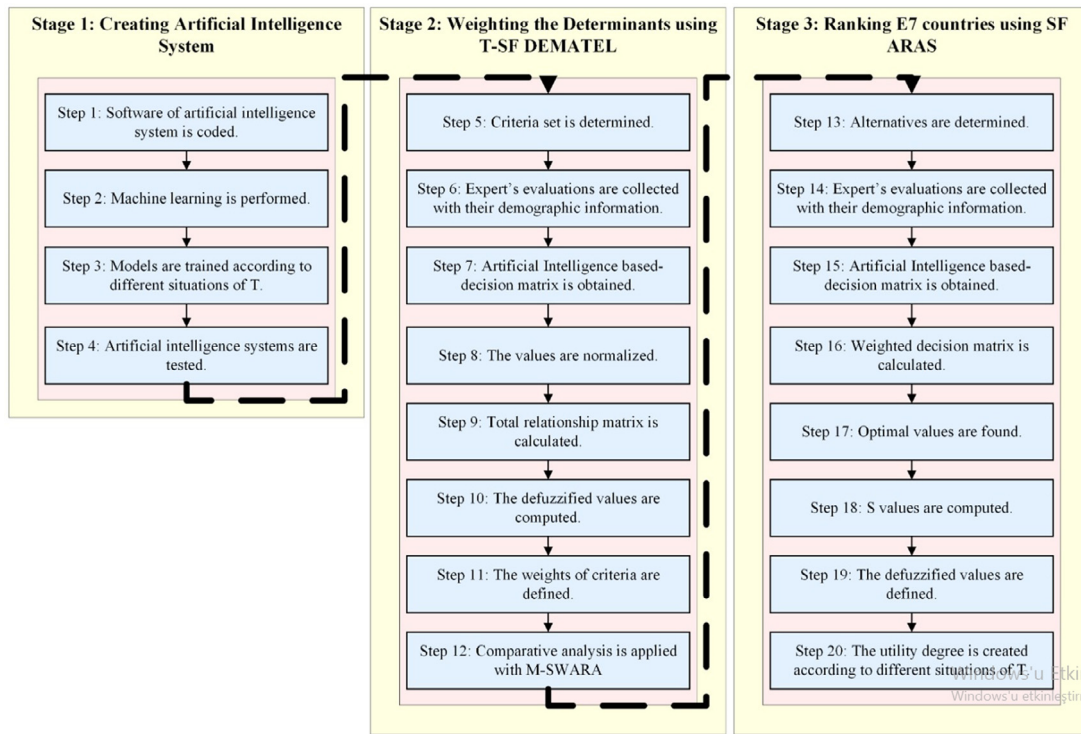 Stage 1: Creating Artificial Intelligence
System
Step 1: Software of artificial intelligence
system is coded.
Step 2: Machine learning is performed.
Step 3: Models are trained according to
different situations of T.
Step 4: Artificial intelligence systems are
tested.
Stage 2: Weighting the Determinants using
T-SF DEMATEL
Step 5: Criteria set is determined.
Step 6: Expert’s evaluations are collected
with their demographic information.
Step 7: Artificial Intelligence based-
decision matrix is obtained.
Step 8: The values are normalized.
Step 9: Total relationship matrix is
calculated.
Step 10: The defuzzified values are
computed.
Step 11: The weights of criteria are
defined.
Step 12: Comparative analysis is applied
with M-SWARA
Stage 3: Ranking E7 countries using SF
ARAS
Step 13: Alternatives are determined.
Step 14: Expert’s evaluations are collected
with their demographic information.
Step 15: Artificial Intelligence based-
decision matrix is obtained.
Step 16: Weighted decision matrix is
calculated.
Step 17: Optimal values are found.
Step 18: S values are computed.
Step 19: The defuzzified values are
defined.
Step 20: The utility degree is created
according to different situations of T.
Windows'u Etki
Windows'u etkinleştir